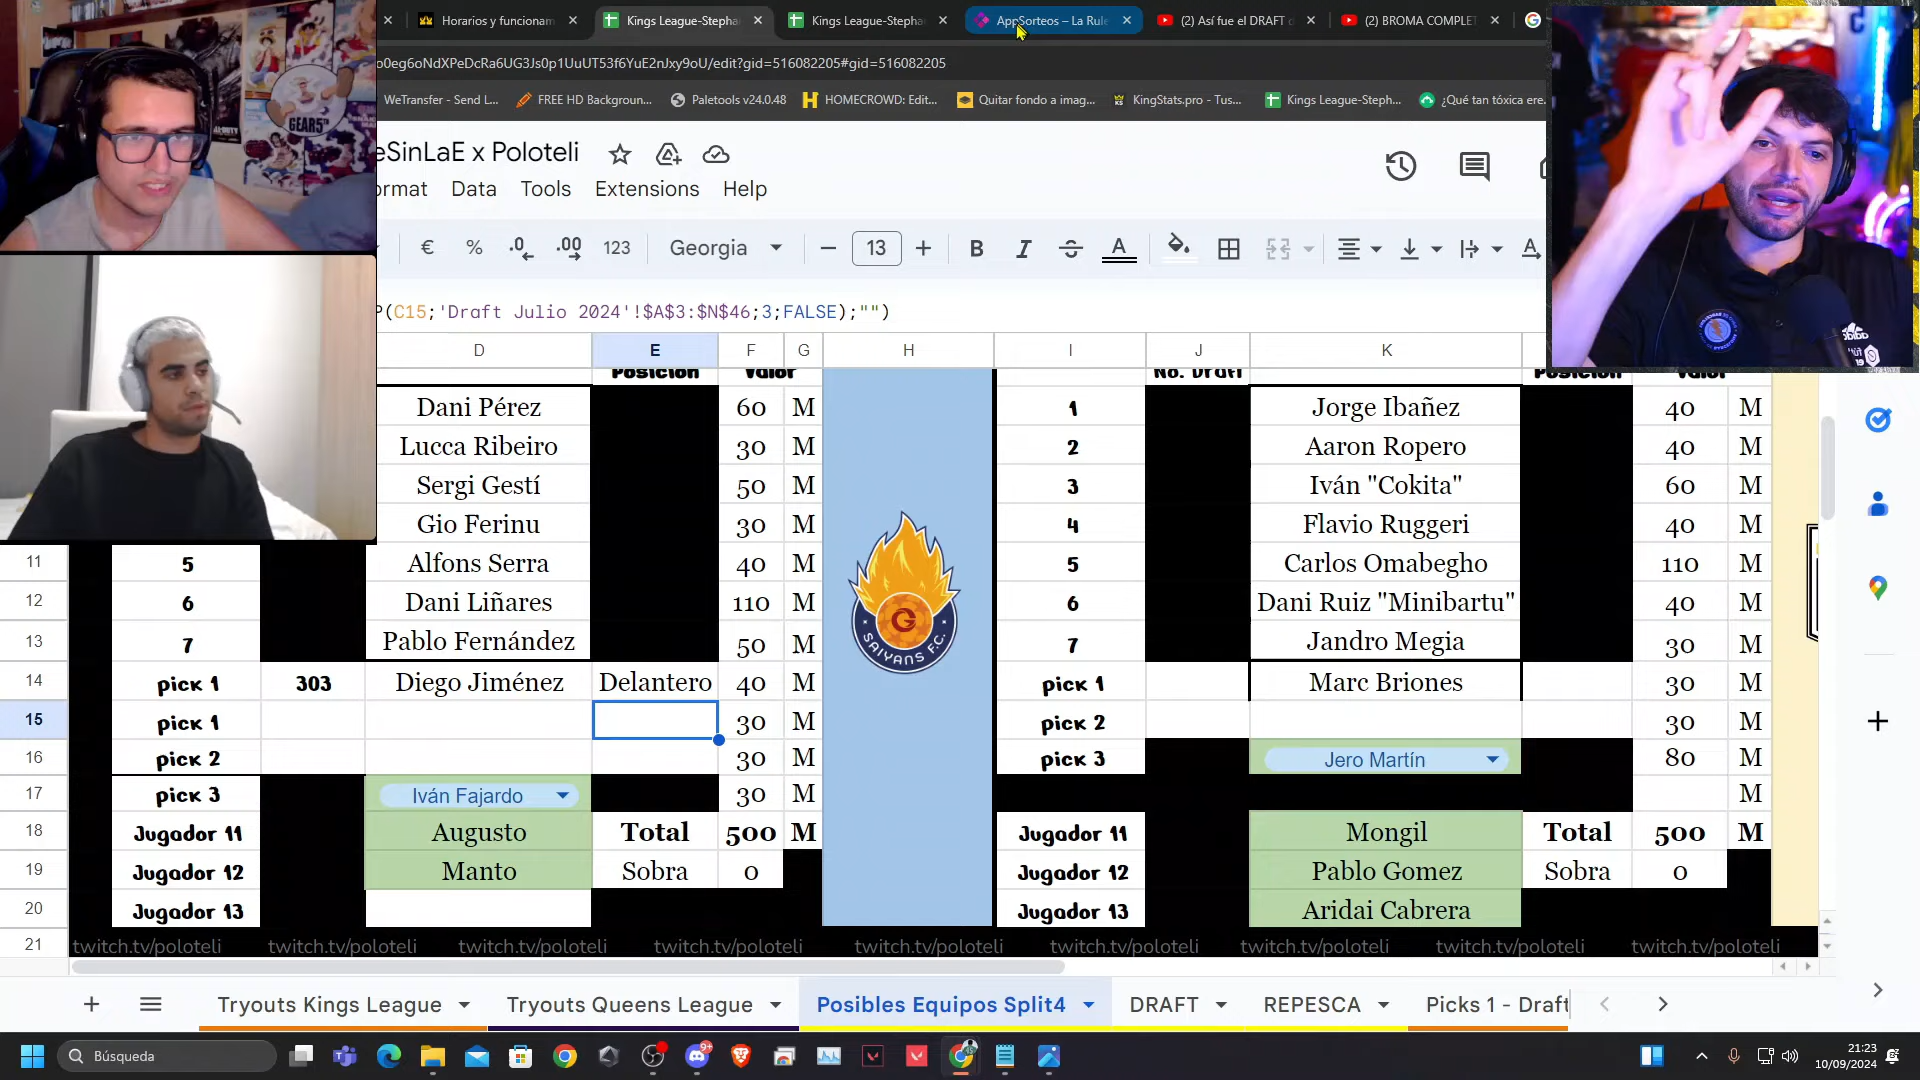 Horarios y funcionam
Kings League-Stepha
Kings League-Stepha
AppSorteos – La Rule
(2) Así fue el DRAFT d
(2) BROMA COMPLET
o0eg6oNdXPeDcRa6UG3Js0p1UuUT53f6YuE2nJxy9oU/edit?gid=516082205#gid=516082205
WeTransfer - Send L...
FREE HD Backgroun...
Paletools v24.0.48
HOMECROWD: Edit...
Quitar fondo a imag...
KingStats.pro - Tus...
Kings League-Steph...
¿Qué tan tóxica ere...
eSinLaE x Poloteli
ormat Data Tools Extensions Help
€ % .0 .00 123 Georgia 13 B I A
P(C15;'Draft Julio 2024'!$A$3:$N$46;3;FALSE);"")
D E F G H I J K
Posición Valor No. Draft Posición Valor
Dani Pérez 60 M 1 Jorge Ibañez 40 M
Lucca Ribeiro 30 M 2 Aaron Ropero 40 M
Sergi Gestí 50 M 3 Iván "Cokita" 60 M
Gio Ferinu 30 M 4 Flavio Ruggeri 40 M
11 5 Alfons Serra 40 M 5 Carlos Omabegho 110 M
12 6 Dani Liñares 110 M 6 Dani Ruiz "Minibartu" 40 M
13 7 Pablo Fernández 50 M 7 Jandro Megia 30 M
14 pick 1 303 Diego Jiménez Delantero 40 M pick 1 Marc Briones 30 M
15 pick 1 30 M pick 2 30 M
16 pick 2 30 M pick 3 Jero Martín 80 M
17 pick 3 Iván Fajardo 30 M M
18 Jugador 11 Augusto Total 500 M Jugador 11 Mongil Total 500 M
19 Jugador 12 Manto Sobra 0 Jugador 12 Pablo Gomez Sobra 0
20 Jugador 13 Jugador 13 Aridai Cabrera
21 twitch.tv/poloteli twitch.tv/poloteli twitch.tv/poloteli twitch.tv/poloteli twitch.tv/poloteli twitch.tv/poloteli twitch.tv/poloteli twitch.tv/poloteli twitch.tv/poloteli
G
SAIYANS F.C.
GEAR5
adidas
Tryouts Kings League
Tryouts Queens League
Posibles Equipos Split4
DRAFT
REPESCA
Picks 1 - Draft
Búsqueda
9+
21:23
10/09/2024